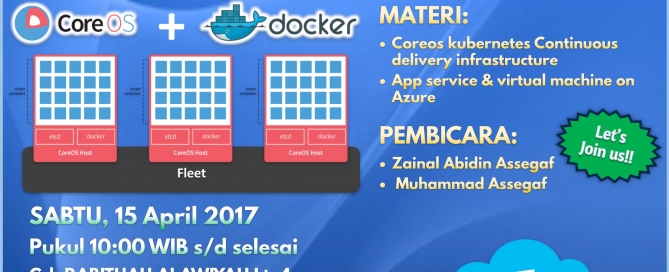 CoreOS + docker
etcd docker
CoreOS Host
etcd docker
CoreOS Host
etcd docker
CoreOS Host
Fleet
SABTU, 15 April 2017
Pukul 10:00 WIB s/d selesai
MATERI:
• Coreos kubernetes Continuous
delivery infrastructure
• App service & virtual machine on
Azure
PEMBICARA:
• Zainal Abidin Assegaf
• Muhammad Assegaf
Let's
Join us!!